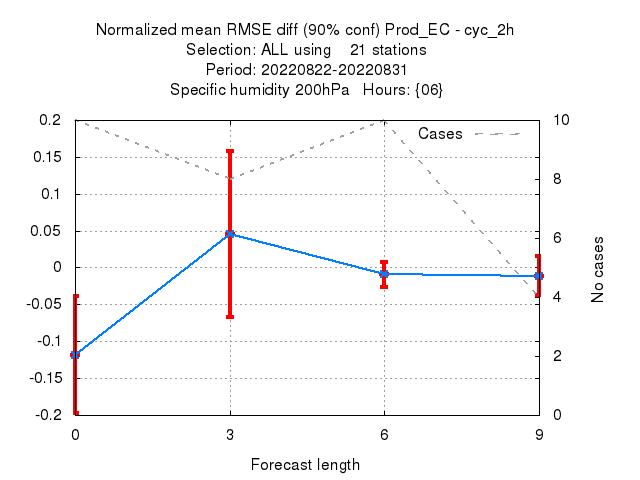 Normalized mean RMSE diff (90% conf) Prod_EC - cyc_2h
Selection: ALL using    21 stations
Period: 20220822-20220831
Specific humidity 200hPa   Hours: {06}
Cases
0.2
0.15
0.1
0.05
0
-0.05
-0.1
-0.15
-0.2
10
8
6
4
2
0
No cases
0 3 6 9
Forecast length